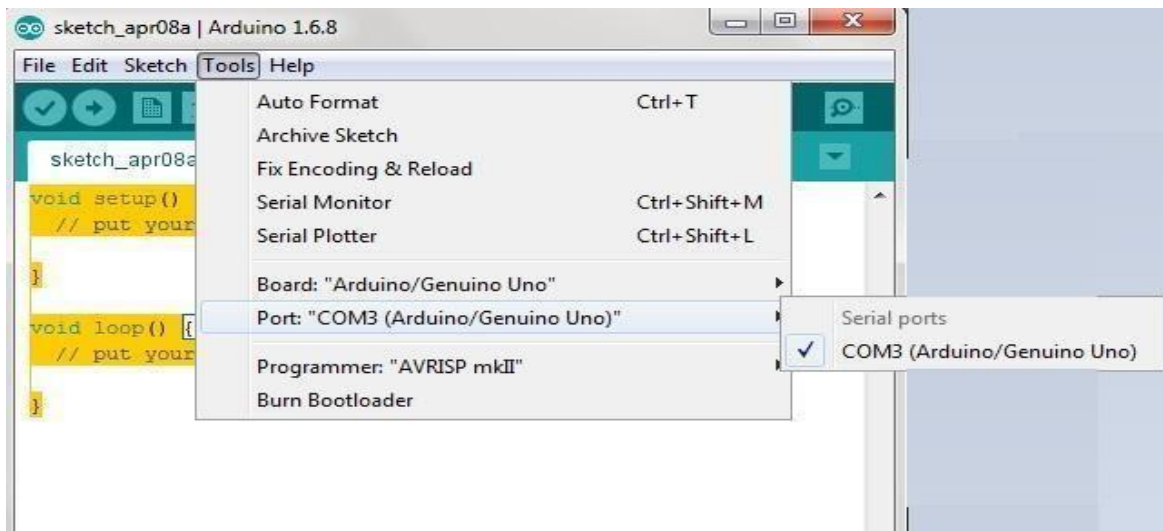 sketch_apr08a | Arduino 1.6.8
File Edit Sketch Tools Help
sketch_apr08a
Auto Format Ctrl+T
Archive Sketch
Fix Encoding & Reload
Serial Monitor Ctrl+Shift+M
Serial Plotter Ctrl+Shift+L
Board: "Arduino/Genuino Uno"
Port: "COM3 (Arduino/Genuino Uno)"
Programmer: "AVRISP mkII"
Burn Bootloader
Serial ports
COM3 (Arduino/Genuino Uno)
void setup()
// put your
}
void loop() {
// put your
}